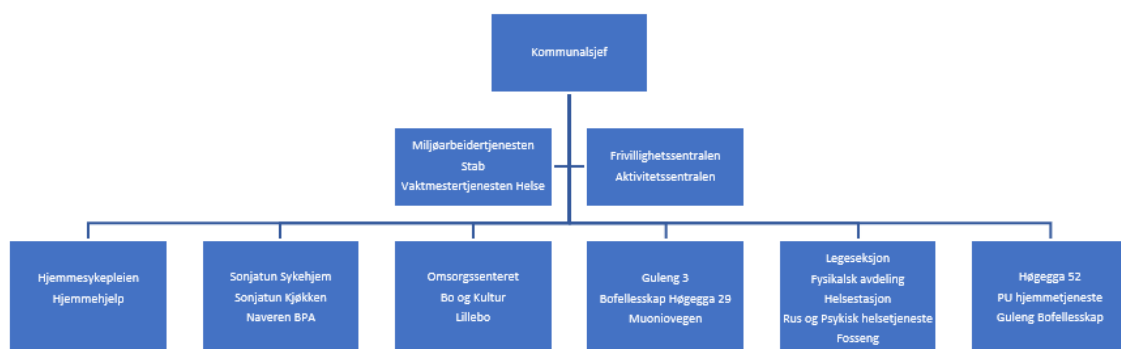 Kommunalsjef
Miljøarbeidertjenesten
Stab
Vaktmestertjenesten Helse
Frivillighetssentralen
Aktivitetssentralen
Hjemmesykepleien
Hjemmehjelp
Sonjatun Sykehjem
Sonjatun Kjøkken
Naveren BPA
Omsorgssenteret
Bo og Kultur
Lillebo
Guleng 3
Bofellesskap Høgegga 29
Muoniovegen
Legeseksjon
Fysikalsk avdeling
Helsestasjon
Rus og Psykisk helsetjeneste
Fosseng
Høgegga 52
PU hjemmetjeneste
Guleng Bofellesskap